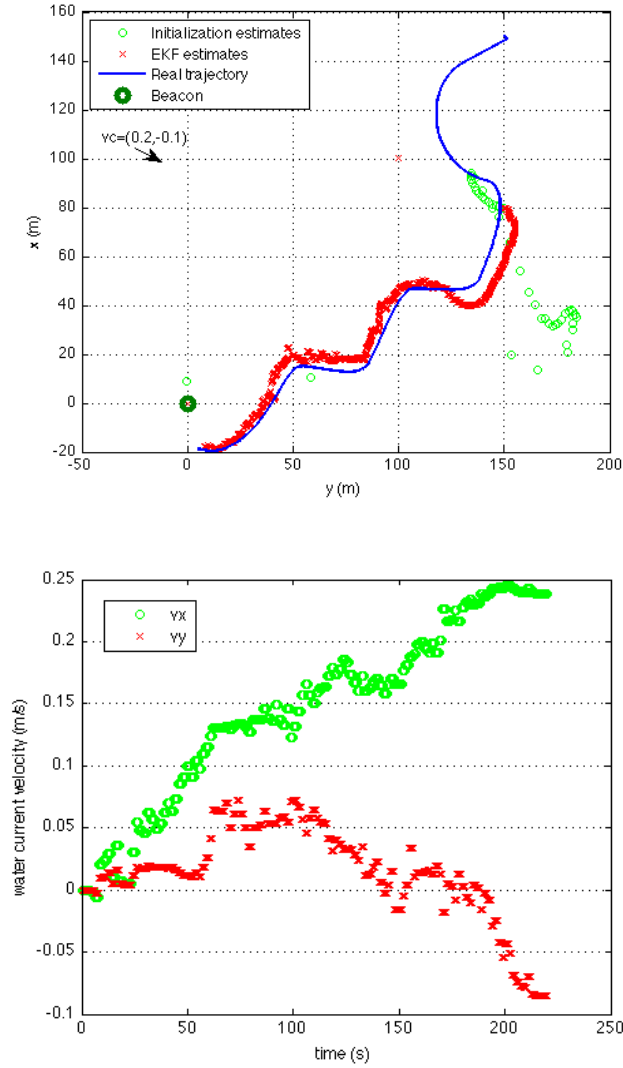 160
140
120
100
80
60
40
20
0
-20
-50
0
50
100
150
200
x (m)
y (m)
Initialization estimates
EKF estimates
Real trajectory
Beacon
vc=(0.2,-0.1)
0.25
0.2
0.15
0.1
0.05
0
-0.05
-0.1
0
50
100
150
200
250
water current velocity (m/s)
time (s)
vx
vy